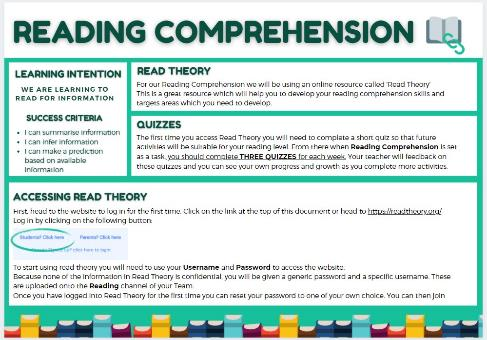 READING COMPREHENSION
LEARNING INTENTION
WE ARE LEARNING TO
READ FOR INFORMATION
SUCCESS CRITERIA
• I can summarise information
• I can infer information
• I can make a prediction
based on available
information
READ THEORY
For our Reading Comprehension we will be using an online resource called 'Read Theory'
This is a great resource which will help you to develop your reading comprehension skills and
targets areas which you need to develop.
QUIZZES
The first time you access Read Theory you will need to complete a short quiz so that future
activities will be suitable for your reading level. From there when Reading Comprehension is set
as a task, you should complete THREE QUIZZES for each week. Your teacher will feedback on
these quizzes and you can see your own progress and growth as you complete more activities.
ACCESSING READ THEORY
First, head to the website to log in for the first time. Click on the link at the top of this document or head to https://readtheory.org/
Log in by clicking on the following button:
Students? Click here
Parents? Click here
click here to login
To start using read theory you will need to use your Username and Password to access the website.
Because none of the information in Read Theory is confidential, you will be given a generic password and a specific username. These
are uploaded onto the Reading channel of your Team.
Once you have logged into Read Theory for the first time you can reset your password to one of your own choice. You can then join